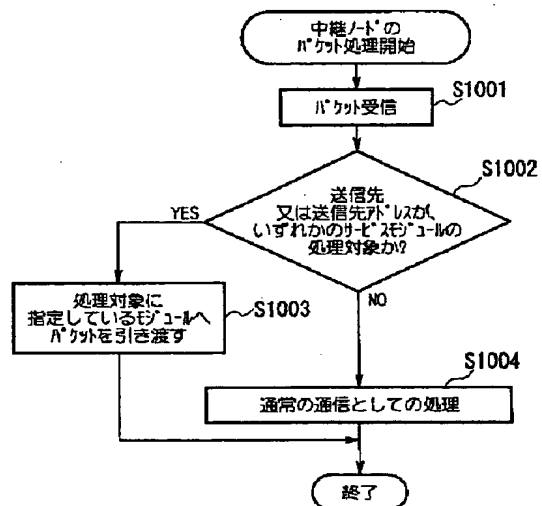 中継ノードの
パケット処理開始
S1001
パケット受信
S1002
送信先
又は送信先アドレスが、
いずれかのサービスモジュールの
処理対象か?
YES
NO
処理対象に
指定しているモジュールへ
パケットを引き渡す
S1003
S1004
通常の通信としての処理
終了